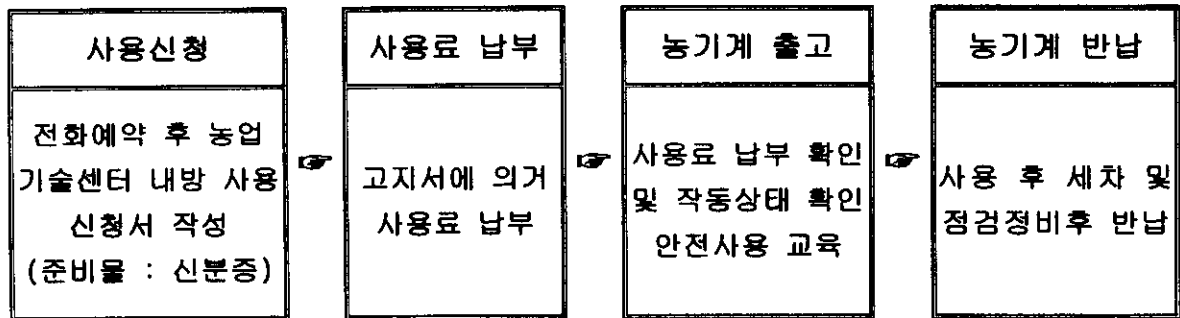 사용신청
전화예약 후 농업
기술센터 내방 사용
신청서 작성
(준비물 : 신분증)
☞
사용료 납부
고지서에 의거
사용료 납부
☞
농기계 출고
사용료 납부 확인
및 작동상태 확인
안전사용 교육
☞
농기계 반납
사용 후 세차 및
점검정비후 반납